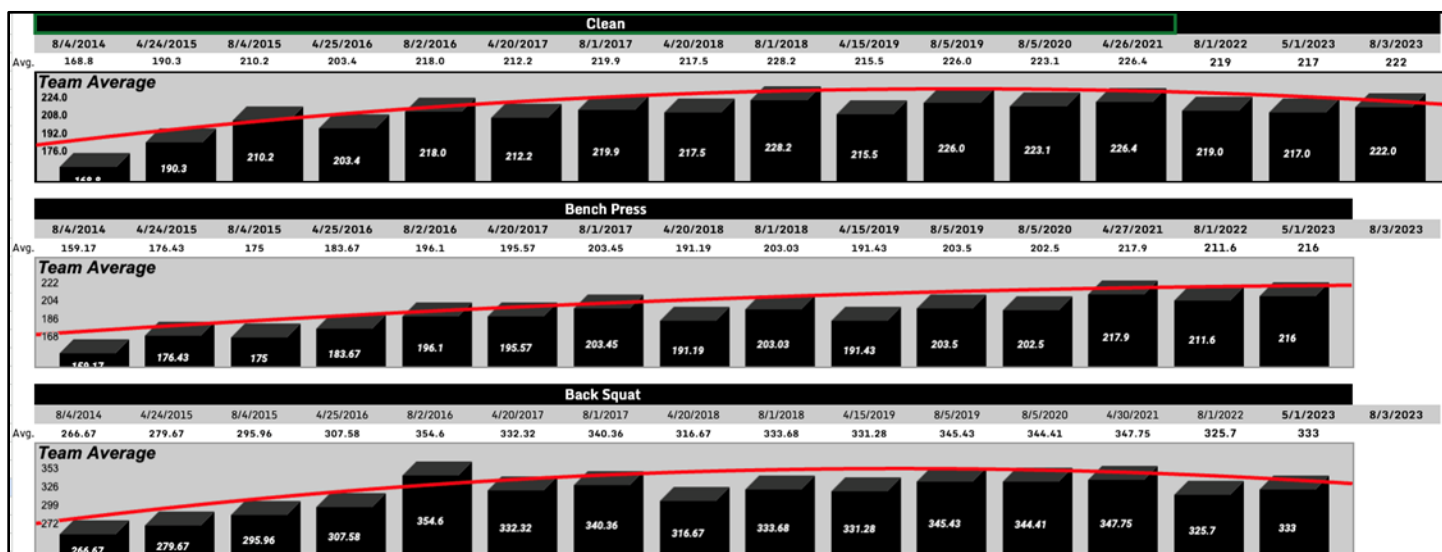 Clean
8/4/2014 4/24/2015 8/4/2015 4/25/2016 8/2/2016 4/20/2017 8/1/2017 4/20/2018 8/1/2018 4/15/2019 8/5/2019 8/5/2020 4/26/2021 8/1/2022 5/1/2023 8/3/2023
Avg. 168.8 190.3 210.2 203.4 218.0 212.2 219.9 217.5 228.2 215.5 226.0 223.1 226.4 219 217 222
Team Average
224.0
208.0
192.0
176.0
168.8 190.3 210.2 203.4 218.0 212.2 219.9 217.5 228.2 215.5 226.0 223.1 226.4 219.0 217.0 222.0
Bench Press
8/4/2014 4/24/2015 8/4/2015 4/25/2016 8/2/2016 4/20/2017 8/1/2017 4/20/2018 8/1/2018 4/15/2019 8/5/2019 8/5/2020 4/27/2021 8/1/2022 5/1/2023 8/3/2023
Avg. 159.17 176.43 175 183.67 196.1 195.57 203.45 191.19 203.03 191.43 203.5 202.5 217.9 211.6 216
Team Average
222
204
186
168
159.17 176.43 175 183.67 196.1 195.57 203.45 191.19 203.03 191.43 203.5 202.5 217.9 211.6 216
Back Squat
8/4/2014 4/24/2015 8/4/2015 4/25/2016 8/2/2016 4/20/2017 8/1/2017 4/20/2018 8/1/2018 4/15/2019 8/5/2019 8/5/2020 4/30/2021 8/1/2022 5/1/2023 8/3/2023
Avg. 266.67 279.67 295.96 307.58 354.6 332.32 340.36 316.67 333.68 331.28 345.43 344.41 347.75 325.7 333
Team Average
353
326
299
272
266.67 279.67 295.96 307.58 354.6 332.32 340.36 316.67 333.68 331.28 345.43 344.41 347.75 325.7 333